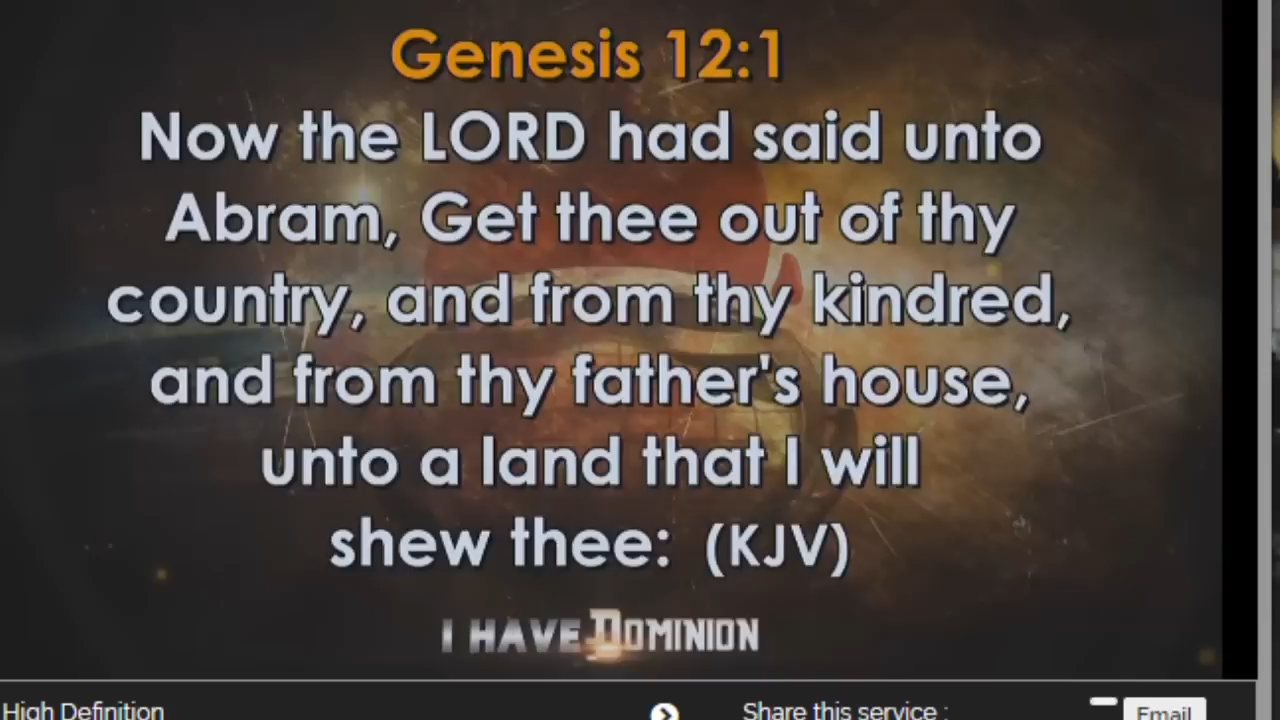 Genesis 12:1
Now the LORD had said unto
Abram, Get thee out of thy
country, and from thy kindred,
and from thy father's house,
unto a land that I will
shew thee: (KJV)
I HAVE DOMINION
High Definition
Share this service :
Email